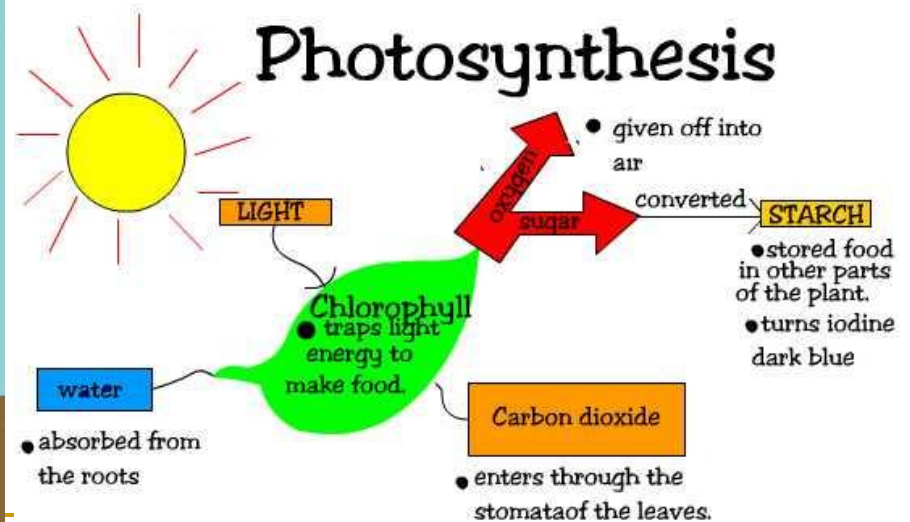 Photosynthesis
● given off into
air
oxygen
sugar
converted
STARCH
● stored food
in other parts
of the plant.
● turns iodine
dark blue
LIGHT
Chlorophyll
● traps light
energy to
make food.
water
● absorbed from
the roots
Carbon dioxide
● enters through the
stomataof the leaves.